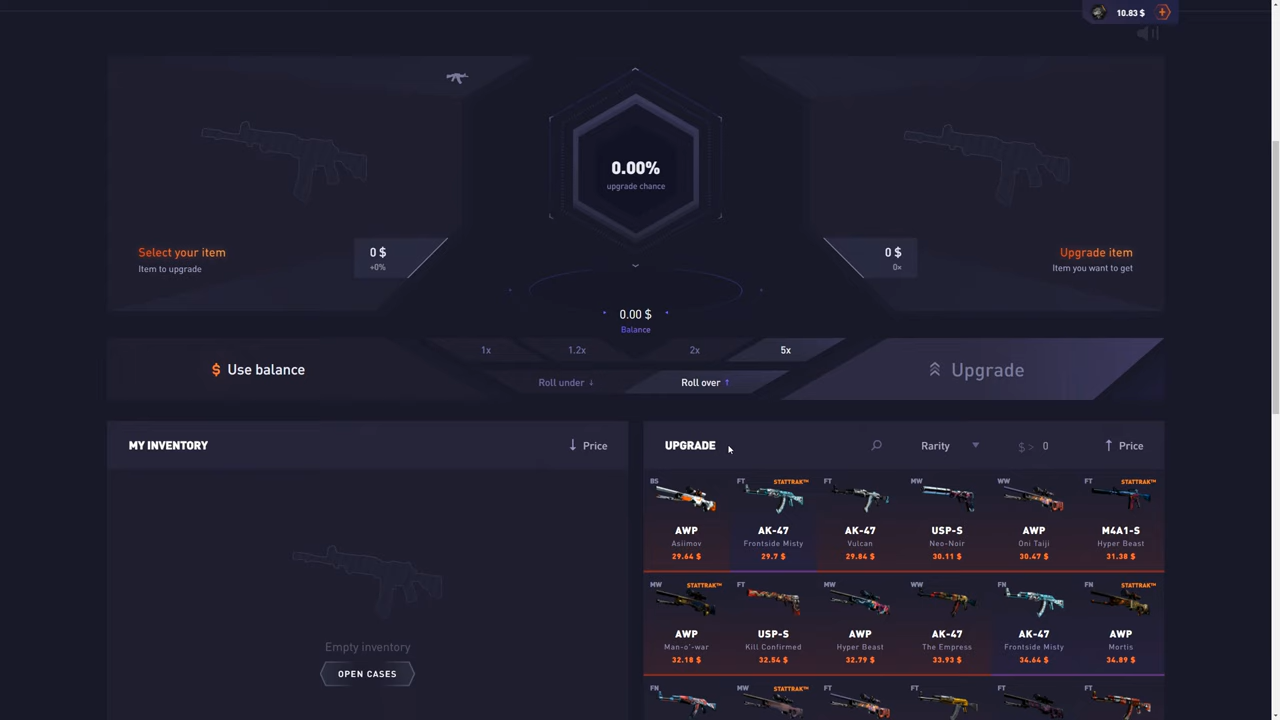 10.83 $
0.00%
upgrade chance
Select your item
Item to upgrade
0 $
+0%
0 $
0x
Upgrade item
Item you want to get
0.00 $
Balance
$ Use balance
1x 1.2x 2x 5x
Roll under ↓ Roll over ↑
Upgrade
MY INVENTORY
↓ Price
UPGRADE
Rarity
$ > 0
↑ Price
BS FT STATTRAK™ FT MW WW FT STATTRAK™
AWP AK-47 AK-47 USP-S AWP M4A1-S
Asiimov Frontside Misty Vulcan Neo-Noir Oni Taiji Hyper Beast
29.64 $ 29.7 $ 29.84 $ 30.11 $ 30.47 $ 31.38 $
MW STATTRAK™ FT MW WW FN FN STATTRAK™
AWP USP-S AWP AK-47 AK-47 AWP
Man-o'-war Kill Confirmed Hyper Beast The Empress Frontside Misty Mortis
32.18 $ 32.54 $ 32.79 $ 33.93 $ 34.64 $ 34.89 $
FN MW STATTRAK™ FT FT FT FT
Empty inventory
OPEN CASES